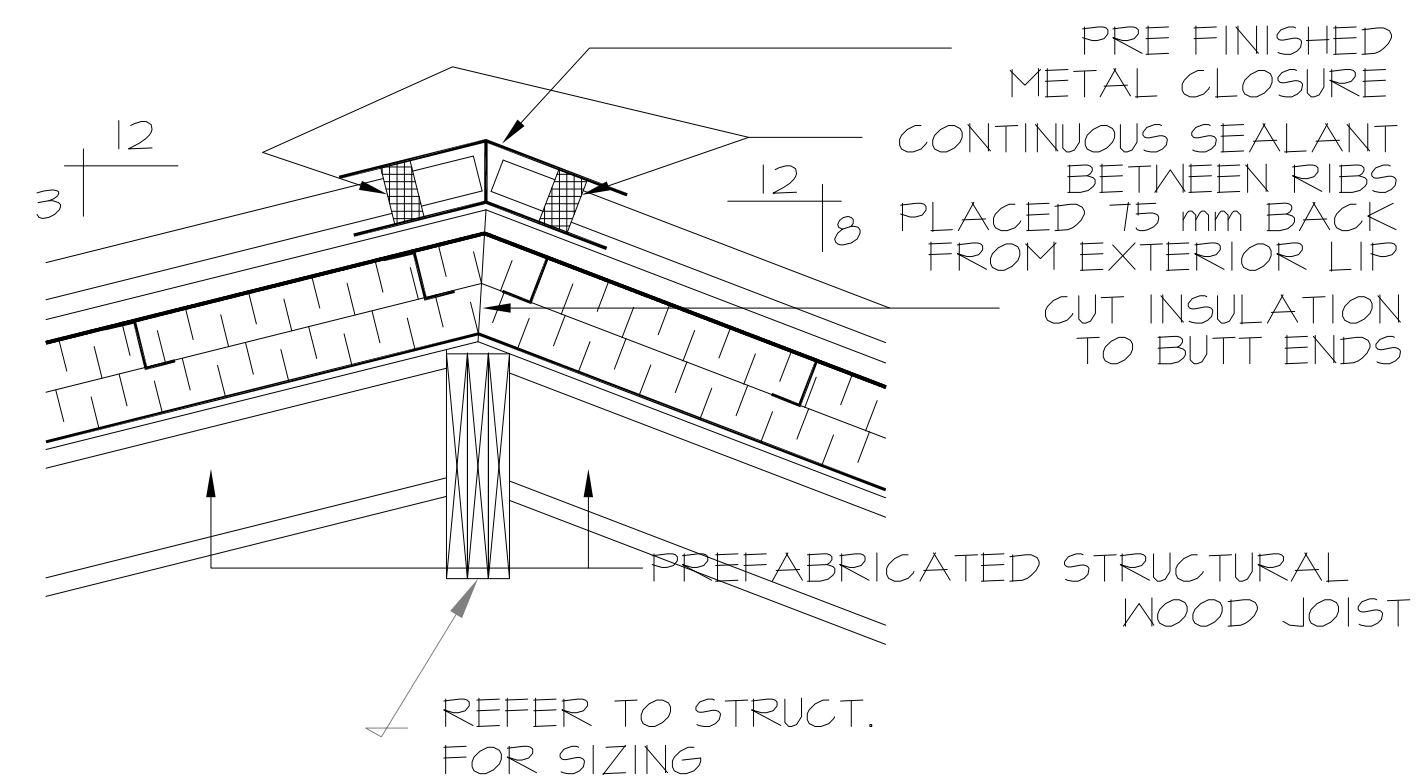 PRE FINISHED
METAL CLOSURE
12
3
CONTINUOUS SEALANT
BETWEEN RIBS
PLACED 75 mm BACK
FROM EXTERIOR LIP
12
8
CUT INSULATION
TO BUTT ENDS
PREFABRICATED STRUCTURAL
WOOD JOIST
REFER TO STRUCT.
FOR SIZING